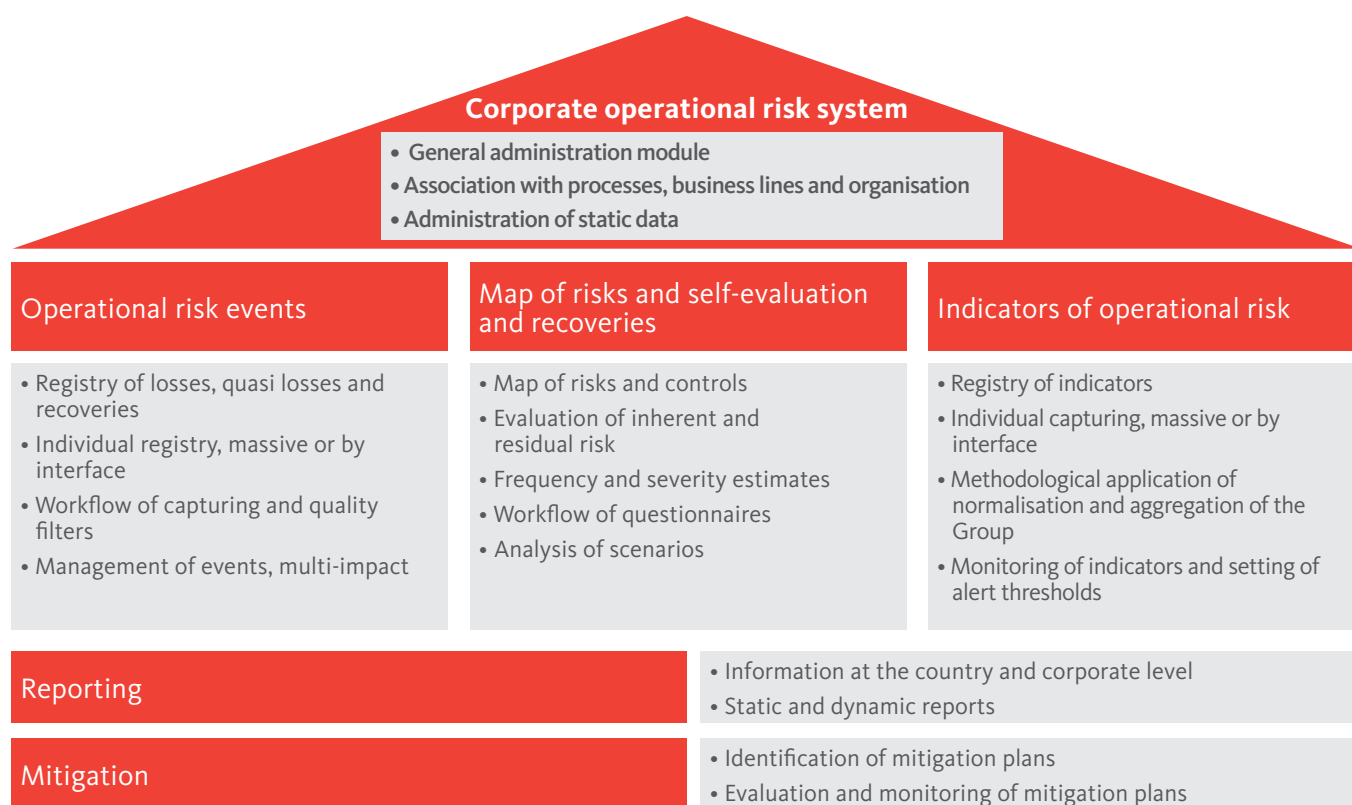 Corporate operational risk system
• General administration module
• Association with processes, business lines and organisation
• Administration of static data
Operational risk events
• Registry of losses, quasi losses and
recoveries
• Individual registry, massive or by
interface
• Workflow of capturing and quality
filters
• Management of events, multi-impact
Map of risks and self-evaluation
and recoveries
• Map of risks and controls
• Evaluation of inherent and
residual risk
• Frequency and severity estimates
• Workflow of questionnaires
• Analysis of scenarios
Indicators of operational risk
• Registry of indicators
• Individual capturing, massive or by
interface
• Methodological application of
normalisation and aggregation of the
Group
• Monitoring of indicators and setting of
alert thresholds
Reporting
• Information at the country and corporate level
• Static and dynamic reports
Mitigation
• Identification of mitigation plans
• Evaluation and monitoring of mitigation plans